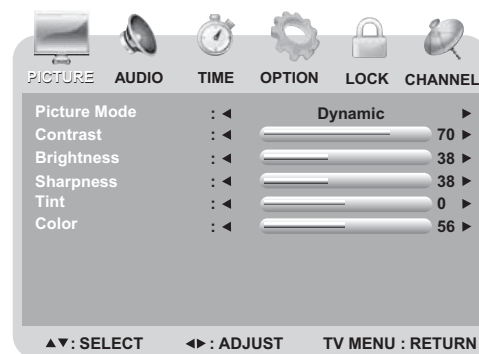 PICTURE AUDIO TIME OPTION LOCK CHANNEL
Picture Mode : ◄ Dynamic ►
Contrast : ◄ 70 ►
Brightness : ◄ 38 ►
Sharpness : ◄ 38 ►
Tint : ◄ 0 ►
Color : ◄ 56 ►
▲▼: SELECT ◄► : ADJUST TV MENU : RETURN